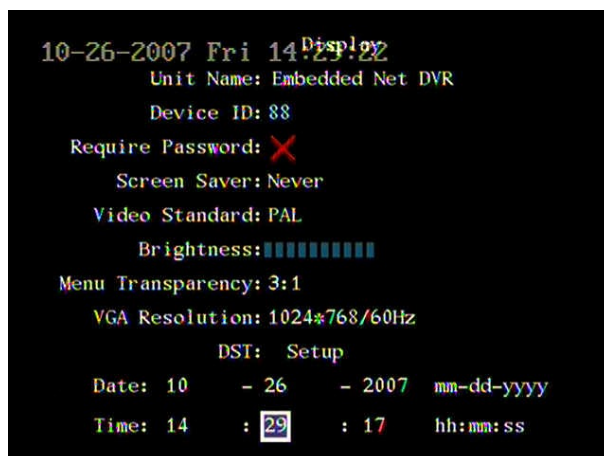 Display
10-26-2007 Fri 14:29:22
Unit Name: Embedded Net DVR
Device ID: 88
Require Password:
Screen Saver: Never
Video Standard: PAL
Brightness:
Menu Transparency: 3:1
VGA Resolution: 1024*768/60Hz
DST: Setup
Date: 10 - 26 - 2007 mm-dd-yyyy
Time: 14 : 29 : 17 hh:mm:ss